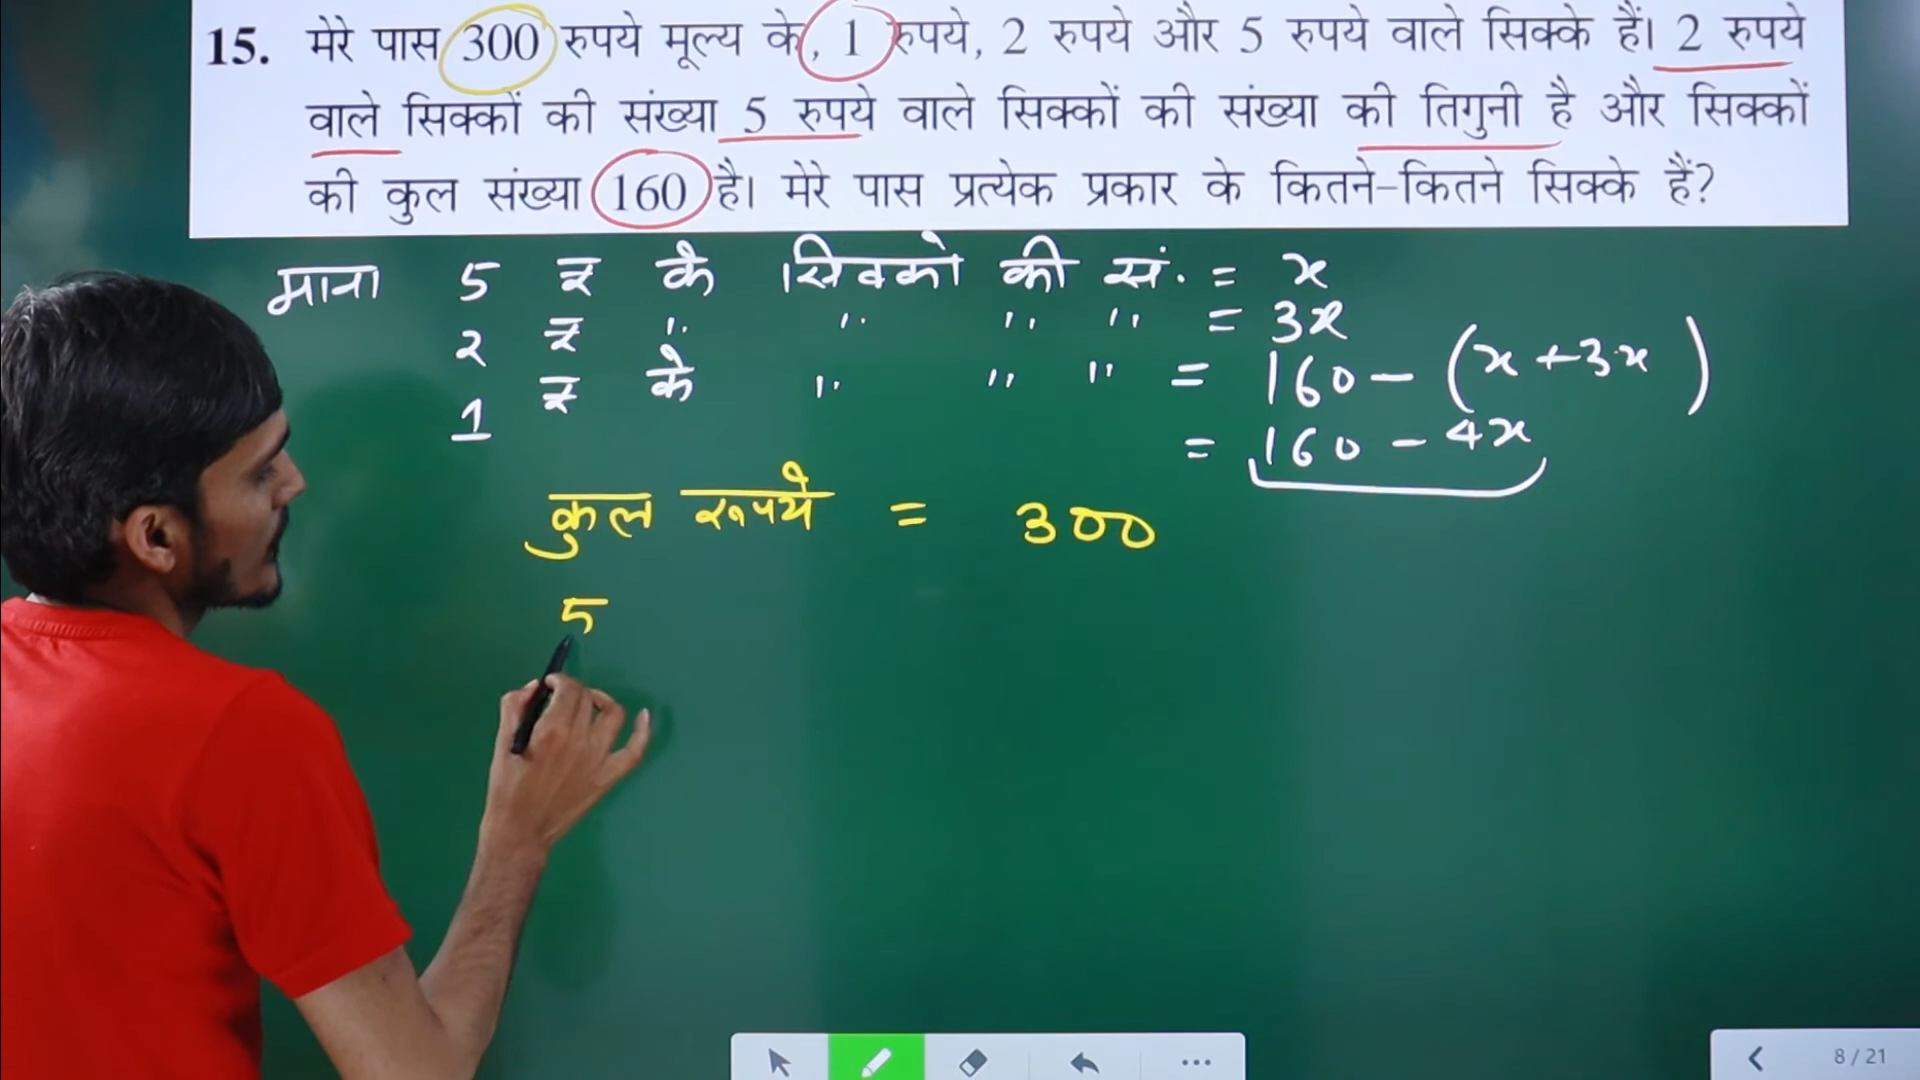 15. मेरे पास 300 रुपये मूल्य के, 1 रुपये, 2 रुपये और 5 रुपये वाले सिक्के हैं। 2 रुपये
वाले सिक्कों की संख्या 5 रुपये वाले सिक्कों की संख्या की तिगुनी है और सिक्कों
की कुल संख्या 160 है। मेरे पास प्रत्येक प्रकार के कितने-कितने सिक्के हैं?
माना 5 रु के सिक्को की सं. = x
2 रु " " " " = 3x
1 रु के " " " = 160 - (x + 3x)
= 160 - 4x
कुल रूपये = 300
5
8 / 21